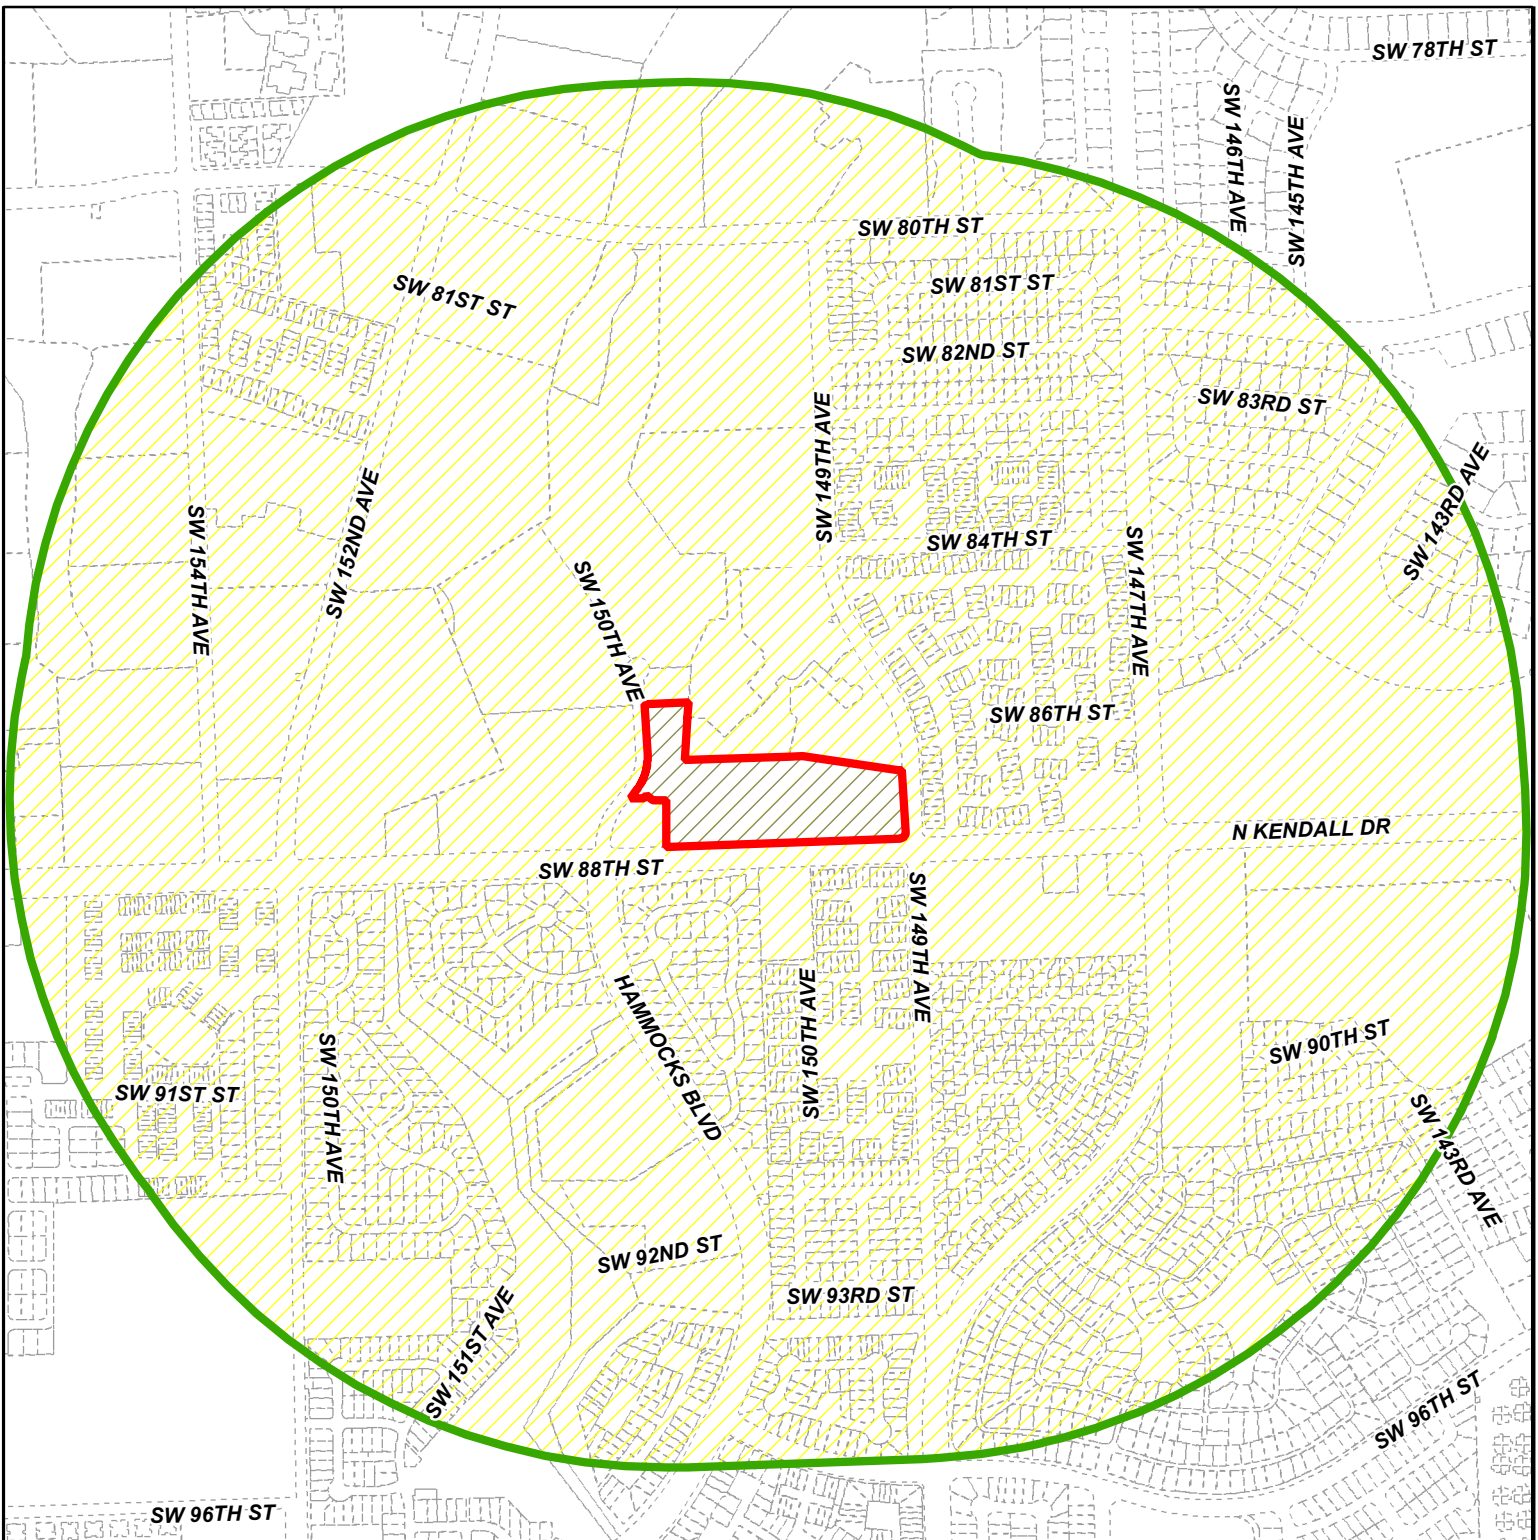 SW 78TH ST
SW 146TH AVE
SW 145TH AVE
SW 80TH ST
SW 81ST ST
SW 81ST ST
SW 82ND ST
SW 83RD ST
SW 149TH AVE
SW 143RD AVE
SW 152ND AVE
SW 154TH AVE
SW 84TH ST
SW 147TH AVE
SW 150TH AVE
SW 86TH ST
N KENDALL DR
SW 88TH ST
SW 149TH AVE
HAMMOCKS BLVD
SW 150TH AVE
SW 90TH ST
SW 150TH AVE
SW 91ST ST
SW 143RD AVE
SW 92ND ST
SW 93RD ST
SW 151ST AVE
SW 96TH ST
SW 96TH ST